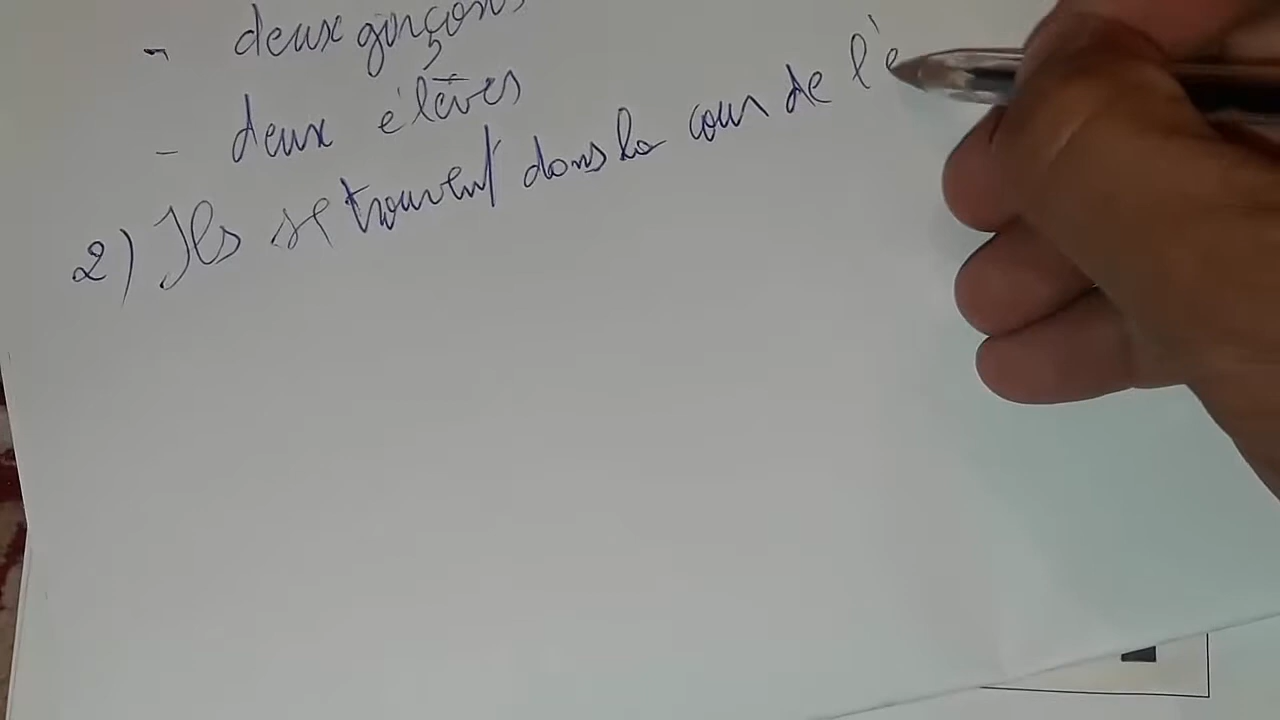 - deux garçons
- deux élèves
2) Ils se trouvent dans la cour de l'é